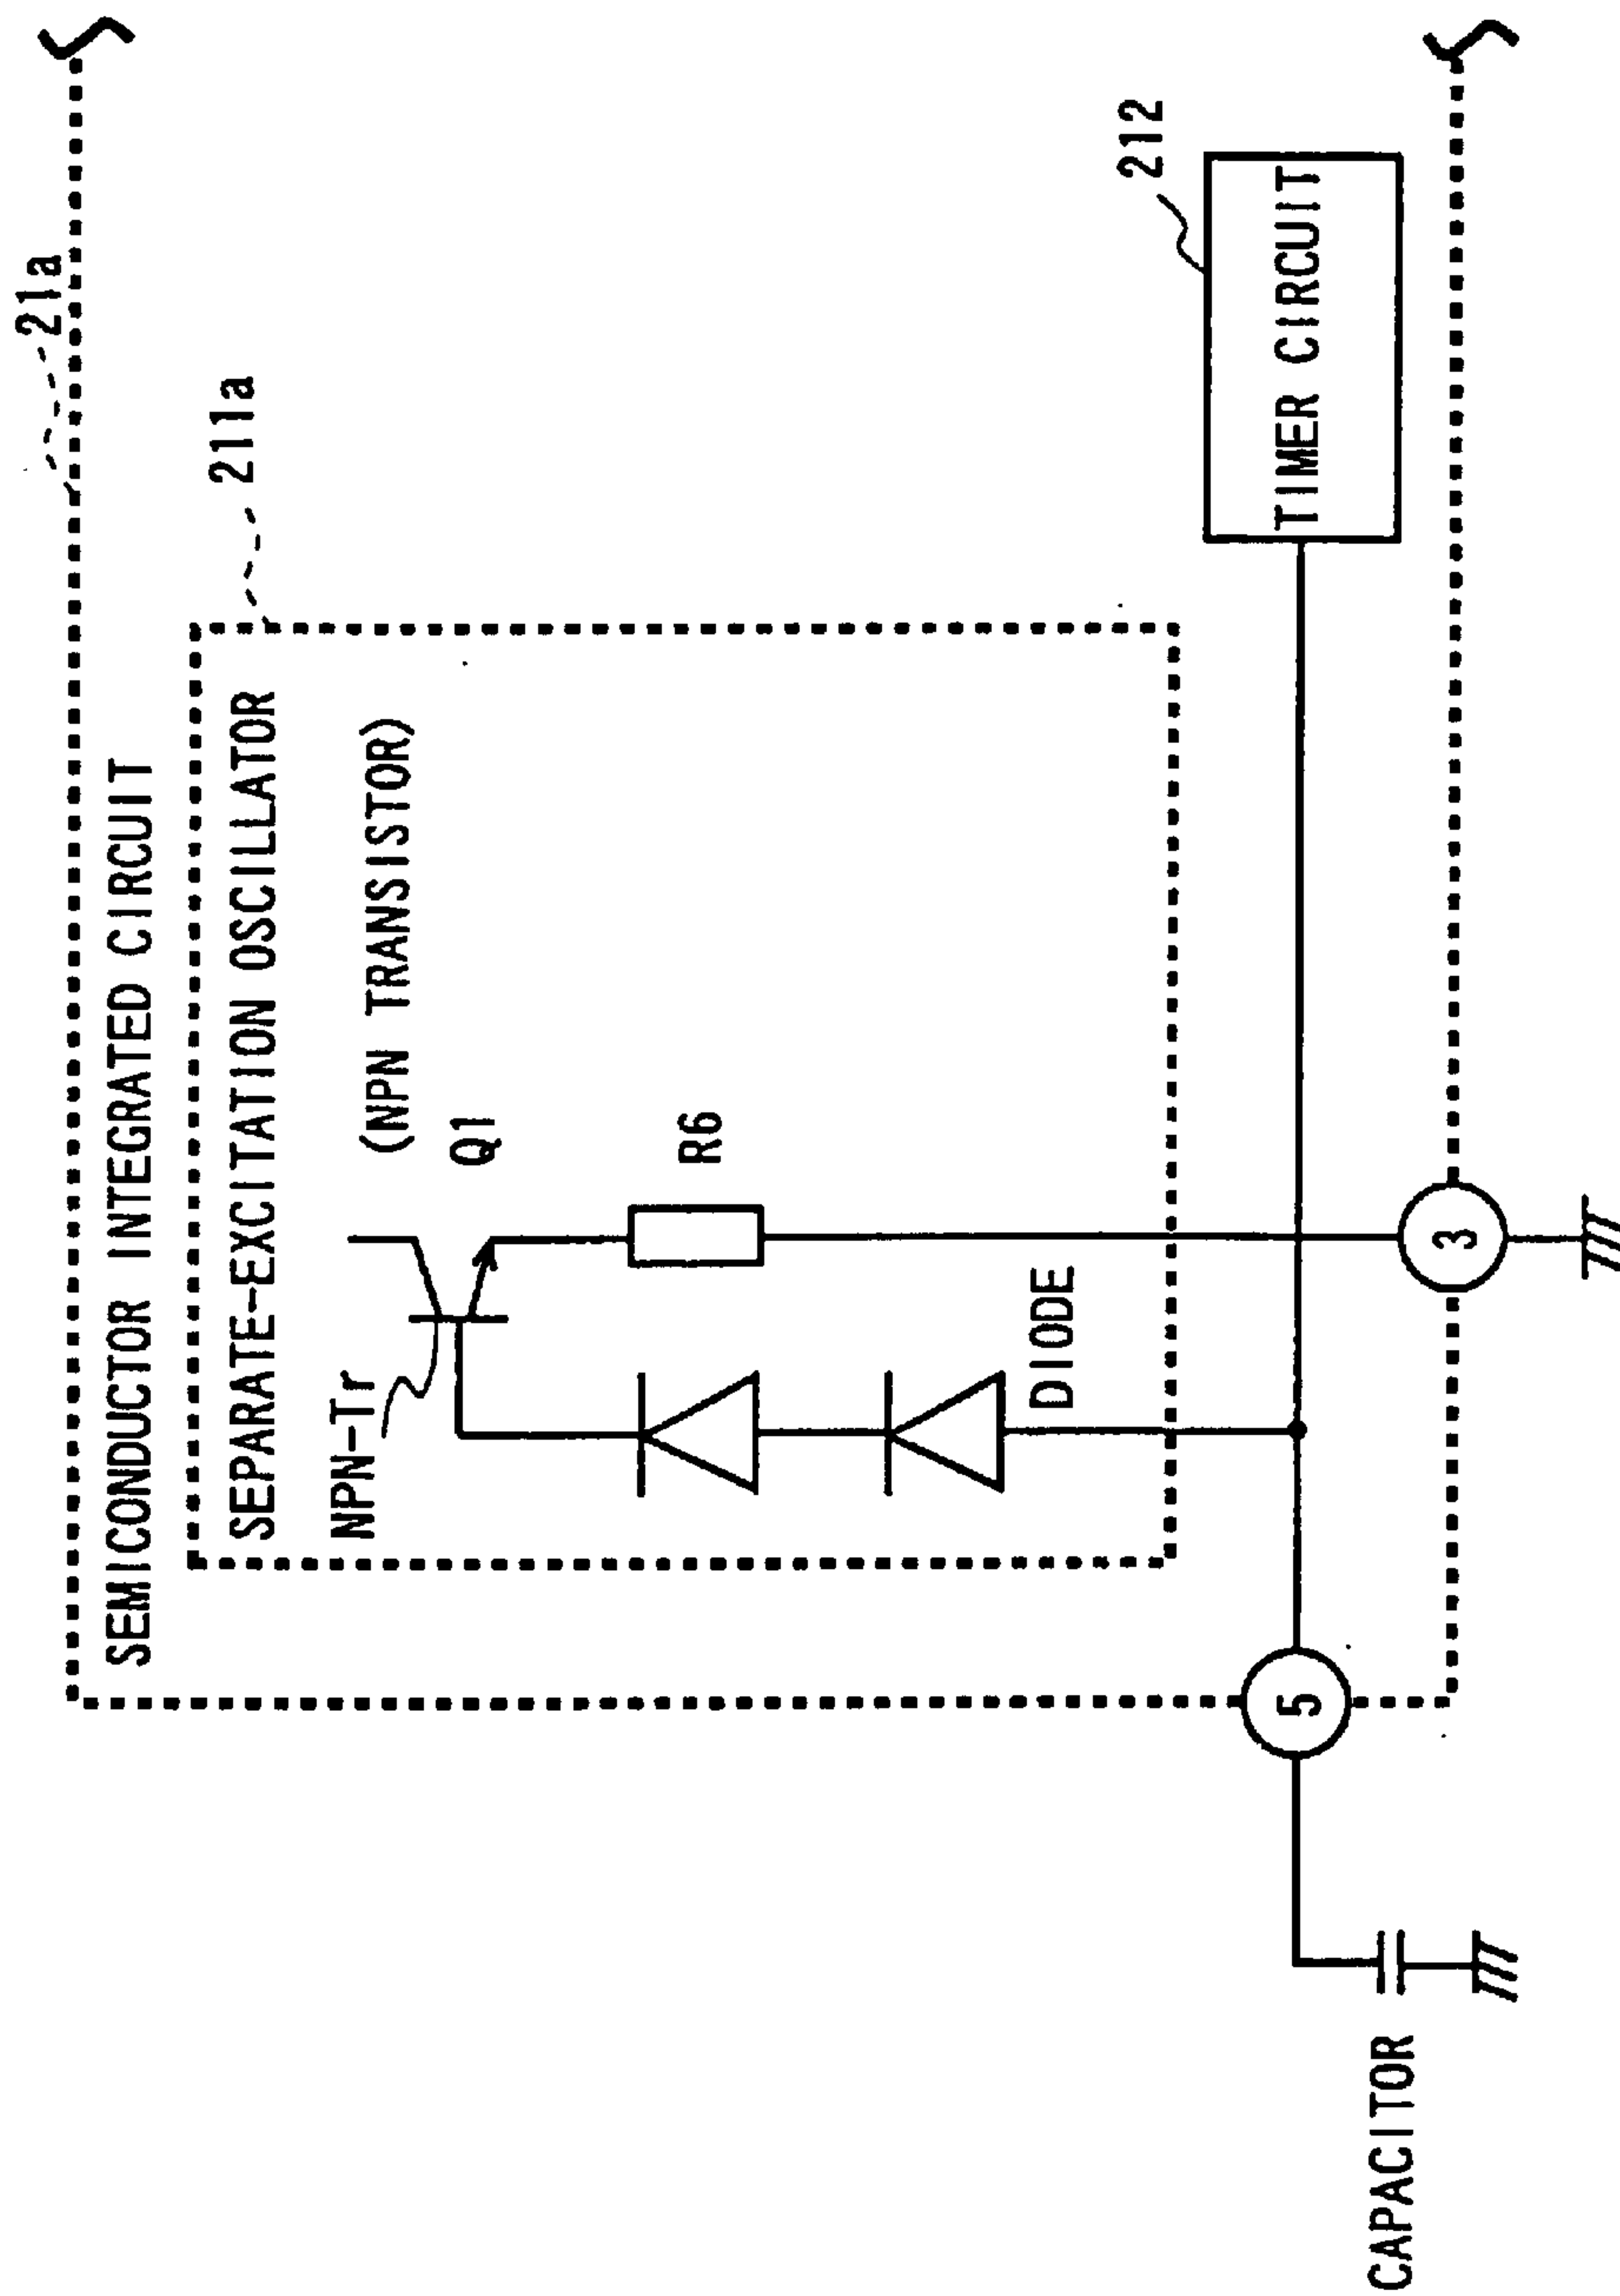 21a
SEMICONDUCTOR INTEGRATED CIRCUIT
211a
SEPARATE-EXCITATION OSCILLATOR
NPN-Tr
(NPN TRANSISTOR)
Q1
R6
DIODE
212
TIMER CIRCUIT
5
3
CAPACITOR